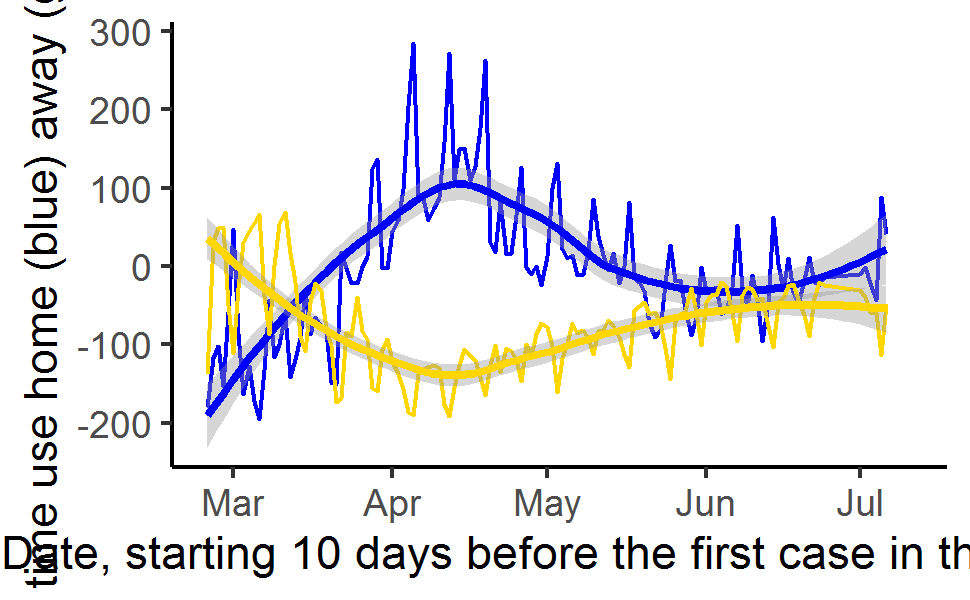 time use home (blue) away (
300
200
100
0
-100
-200
Mar Apr May Jun Jul
Date, starting 10 days before the first case in th